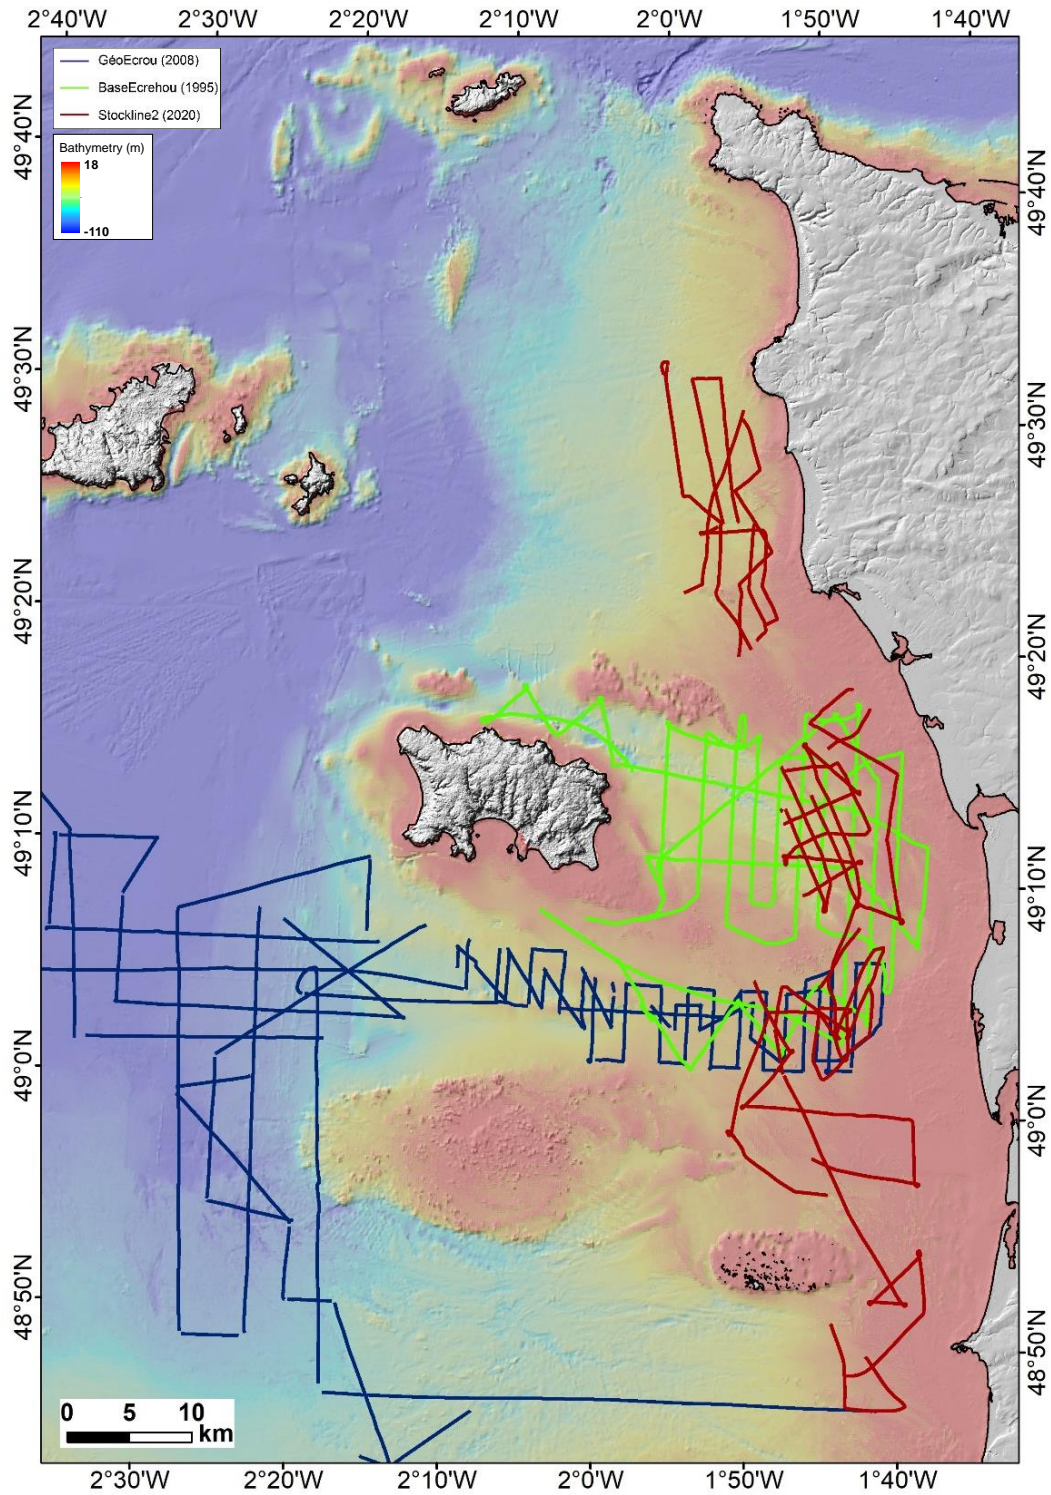 2°40'W 2°30'W 2°20'W 2°10'W 2°0'W 1°50'W 1°40'W
GéoEcrou (2008)
BaseEcrehou (1995)
Stockline2 (2020)
Bathymetry (m)
18
-110
49°40'N
49°40'N
49°30'N
49°30'N
49°20'N
49°20'N
49°10'N
49°10'N
49°0'N
49°0'N
48°50'N
48°50'N
0 5 10
km
2°30'W 2°20'W 2°10'W 2°0'W 1°50'W 1°40'W